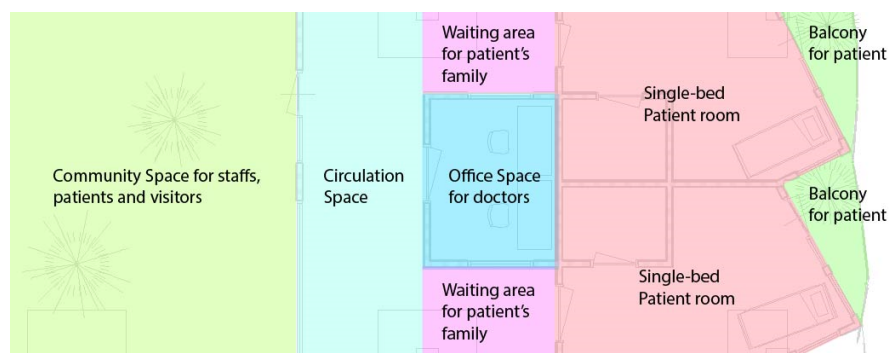 Waiting area
for patient's
family
Balcony
for patient
Single-bed
Patient room
Community Space for staffs,
patients and visitors
Circulation
Space
Office Space
for doctors
Balcony
for patient
Waiting area
for patient's
family
Single-bed
Patient room